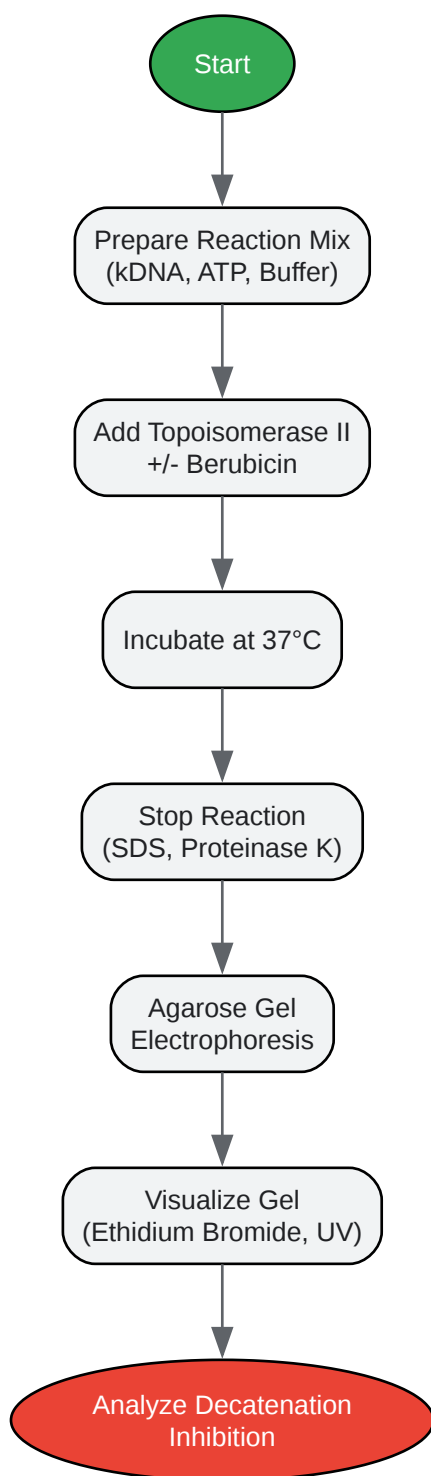 Start
Prepare Reaction Mix
(kDNA, ATP, Buffer)
Add Topoisomerase II
+/- Berubicin
Incubate at 37°C
Stop Reaction
(SDS, Proteinase K)
Agarose Gel
Electrophoresis
Visualize Gel
(Ethidium Bromide, UV)
Analyze Decatenation
Inhibition